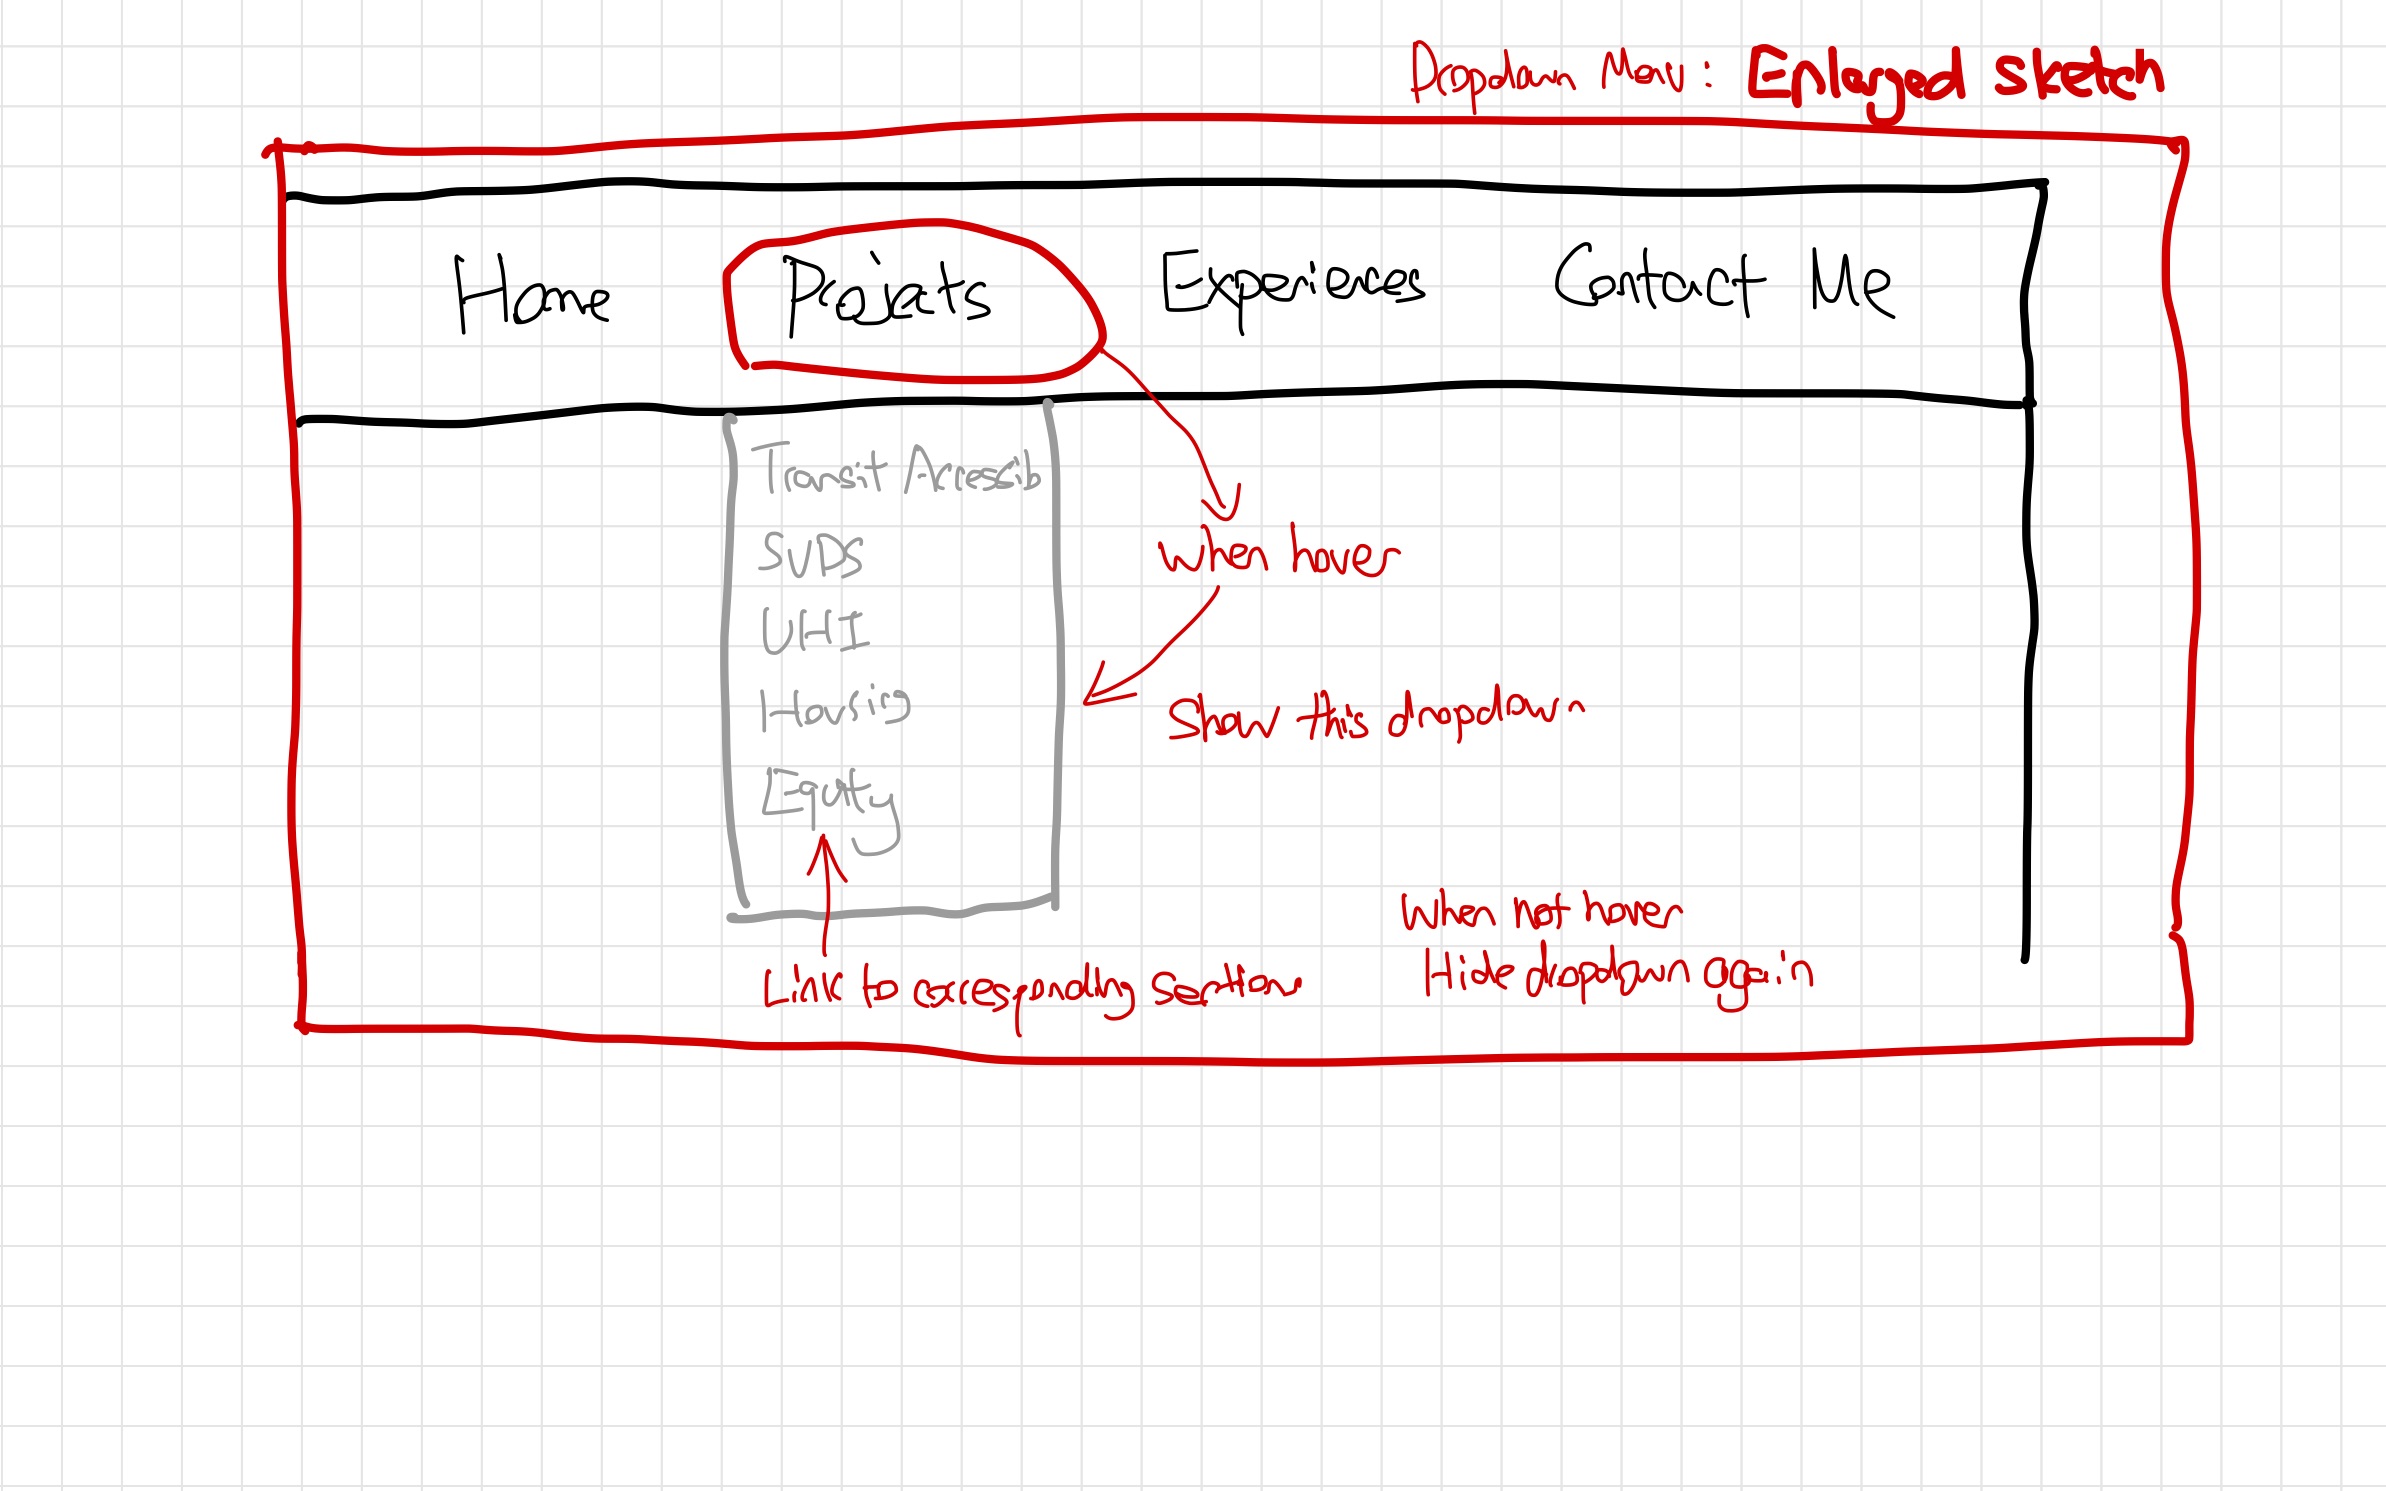 Dropdown Menu: Enlarged sketch
Home Projects Experiences Contact Me
Transit Accessib
SVDS
UHI
Housing
Equity
when hover
Show this dropdown
Link to corresponding section
When not hover
Hide dropdown again